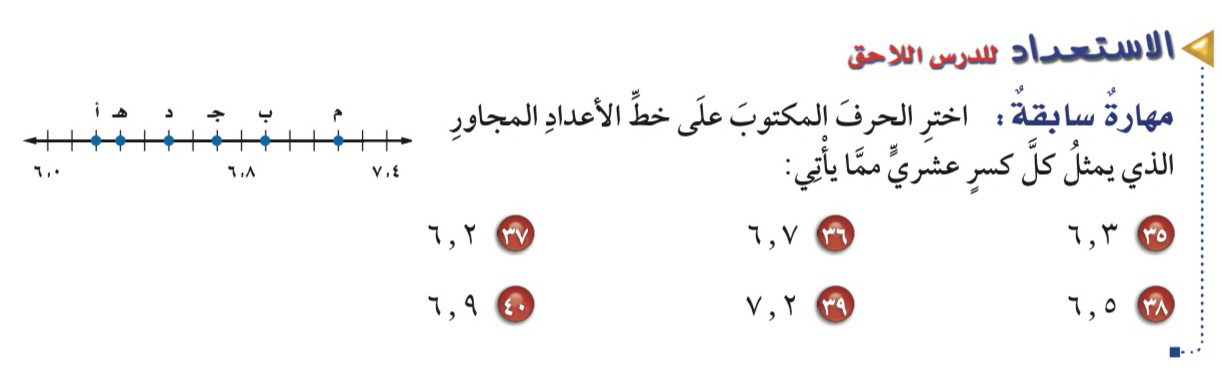 الاستعداد للدرس اللاحق
مهارةٌ سابقةٌ : اخترِ الحرفَ المكتوبَ علَى خطِّ الأعدادِ المجاورِ
الذي يمثلُ كلَّ كسرٍ عشريٍّ ممَّا يأْتِي:
أ هـ د جـ ب م
٦,٠ ٦,٨ ٧,٤
٣٥ ٦,٣ ٣٦ ٦,٧ ٣٧ ٦,٢
٣٨ ٦,٥ ٣٩ ٧,٢ ٤٠ ٦,٩